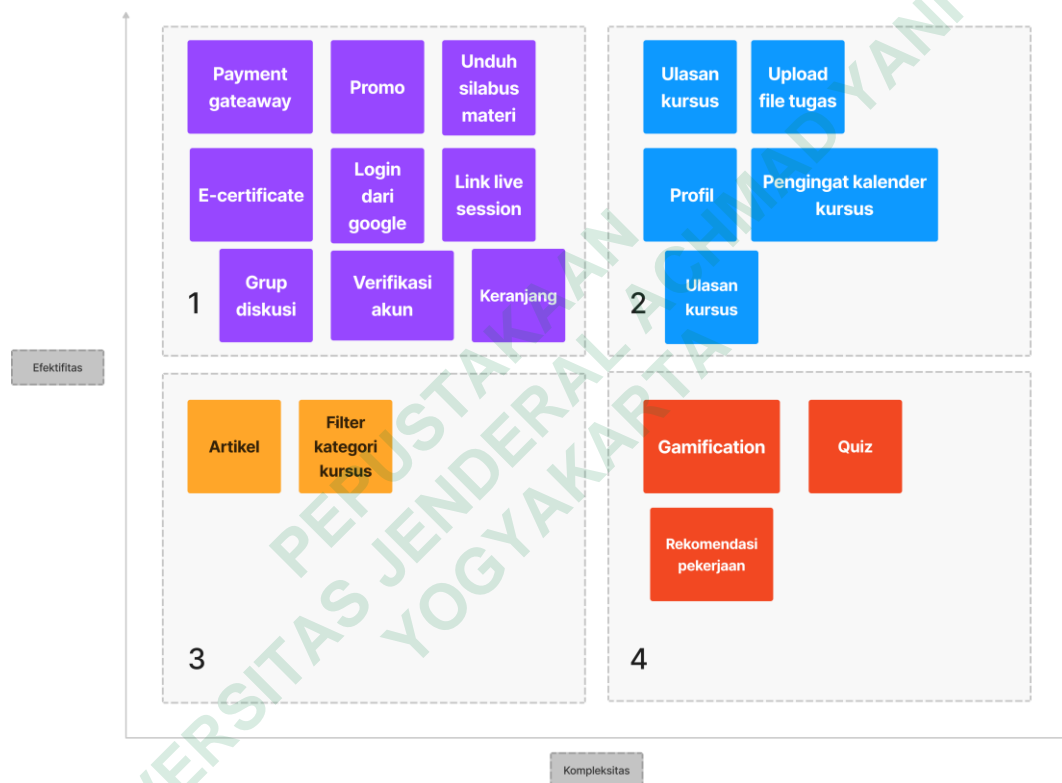 Payment
gateaway
Promo
Unduh
silabus
materi
E-certificate
Login
dari
google
Link live
session
Grup
diskusi
Verifikasi
akun
Keranjang
1
Ulasan
kursus
Upload
file tugas
Profil
Pengingat kalender
kursus
Ulasan
kursus
2
Efektifitas
Artikel
Filter
kategori
kursus
3
Gamification
Quiz
Rekomendasi
pekerjaan
4
Kompleksitas
PEPUSTAKAAN
VERSITAS JENDERAL ACHMAD YANI
YOGYAKARTA